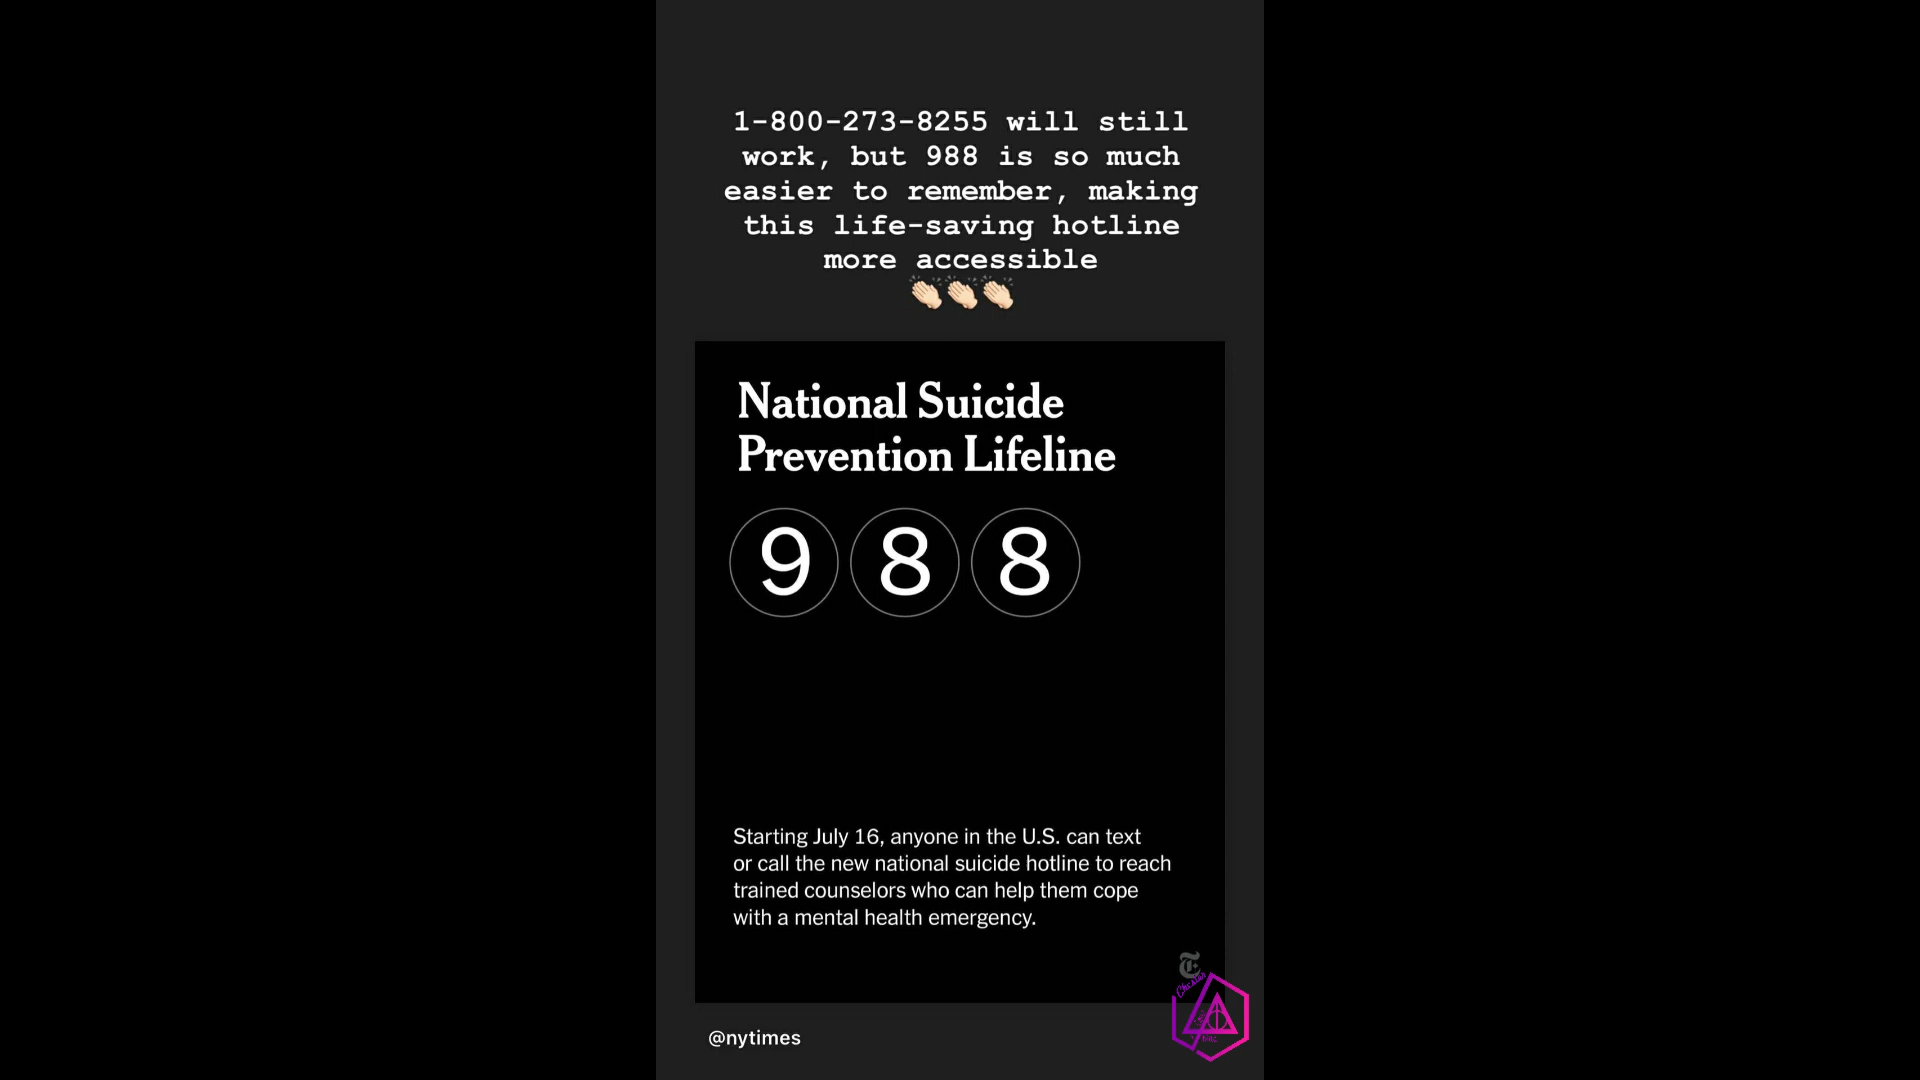 1-800-273-8255 will still
work, but 988 is so much
easier to remember, making
this life-saving hotline
more accessible
👏🏻👏🏻👏🏻
National Suicide
Prevention Lifeline
9 8 8
Starting July 16, anyone in the U.S. can text
or call the new national suicide hotline to reach
trained counselors who can help them cope
with a mental health emergency.
T
@nytimes